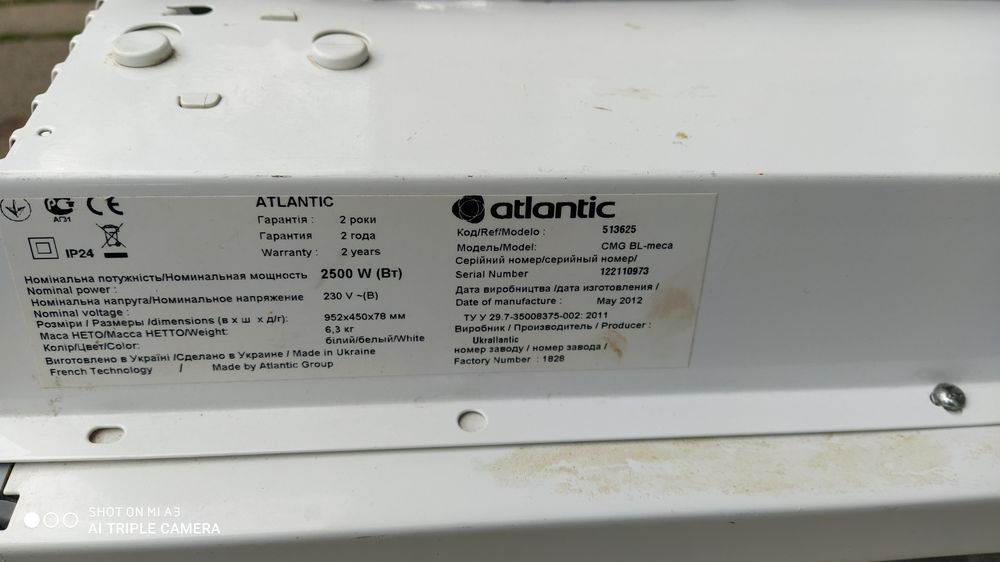 АГ31
IP24
ATLANTIC
Гарантія : 2 роки
Гарантия : 2 года
Warranty : 2 years
Номінальна потужність/Номинальная мощность 2500 W (Вт)
Nominal power :
Номінальна напруга/Номинальное напряжение 230 V ~(В)
Nominal voltage :
Розміри / Размеры /dimensions (в x ш x д/г): 952x450x78 мм
Маса НЕТО/Масса НЕТТО/Weight: 6,3 кг
Колір/Цвет/Color: білий/белый/White
Виготовлено в Україні /Сделано в Украине / Made in Ukraine
French Technology / Made by Atlantic Group
atlantic
Код/Ref/Modelo : 513625
Модель/Model: CMG BL-meca
Серійний номер/серийный номер/
Serial Number 122110973
Дата виробництва /дата изготовления /
Date of manufacture : May 2012
ТУ У 29.7-35008375-002: 2011
Виробник / Производитель / Producer :
Ukratlantic
номер заводу / номер завода /
Factory Number : 1828
SHOT ON MI A3
AI TRIPLE CAMERA